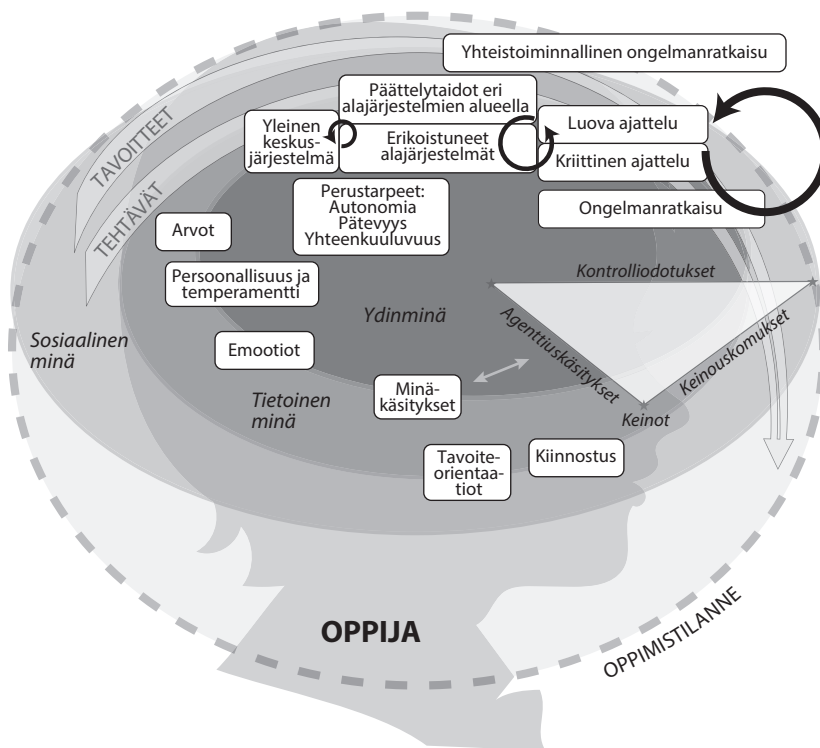 Yhteistoiminnallinen ongelmanratkaisu
Päättelytaidot eri
alajärjestelmien alueella
Yleinen
keskus-
järjestelmä
Erikoistuneet
alajärjestelmät
Luova ajattelu
Kriittinen ajattelu
Ongelmanratkaisu
TAVOITTEET
TEHTÄVÄT
Perustarpeet:
Autonomia
Pätevyys
Yhteenkuuluvuus
Arvot
Persoonallisuus ja
temperamentti
Kontrolliodotukset
Ydinminä
Agenttiuskäsitykset
Keinouskomukset
Sosiaalinen
minä
Emootiot
Minä-
käsitykset
Keinot
Tietoinen
minä
Tavoite-
orientaa-
tiot
Kiinnostus
OPPIJA
OPPIMISTILANNE